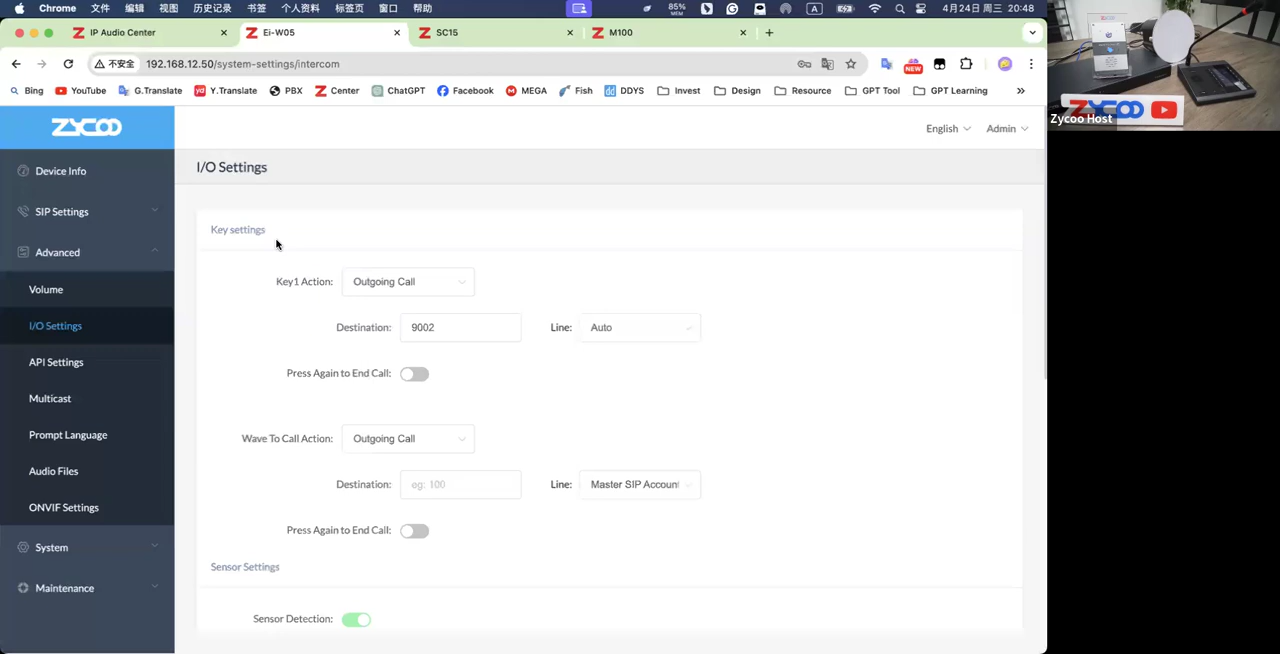 Chrome 文件 编辑 视图 历史记录 书签 个人资料 标签页 窗口 帮助 85% MEM A 4月24日 周三 20:48
IP Audio Center Ei-W05 SC15 M100
不安全 192.168.12.50/system-settings/intercom NEW
Bing YouTube G.Translate Y.Translate PBX Center ChatGPT Facebook MEGA Fish DDYS Invest Design Resource GPT Tool GPT Learning »
ZYCOO
English Admin
Device Info
SIP Settings
Advanced
Volume
I/O Settings
API Settings
Multicast
Prompt Language
Audio Files
ONVIF Settings
System
Maintenance
I/O Settings
Key settings
Key1 Action: Outgoing Call
Destination: 9002 Line: Auto
Press Again to End Call:
Wave To Call Action: Outgoing Call
Destination: eg: 100 Line: Master SIP Account
Press Again to End Call:
Sensor Settings
Sensor Detection:
ZYCOO
Zycoo Host